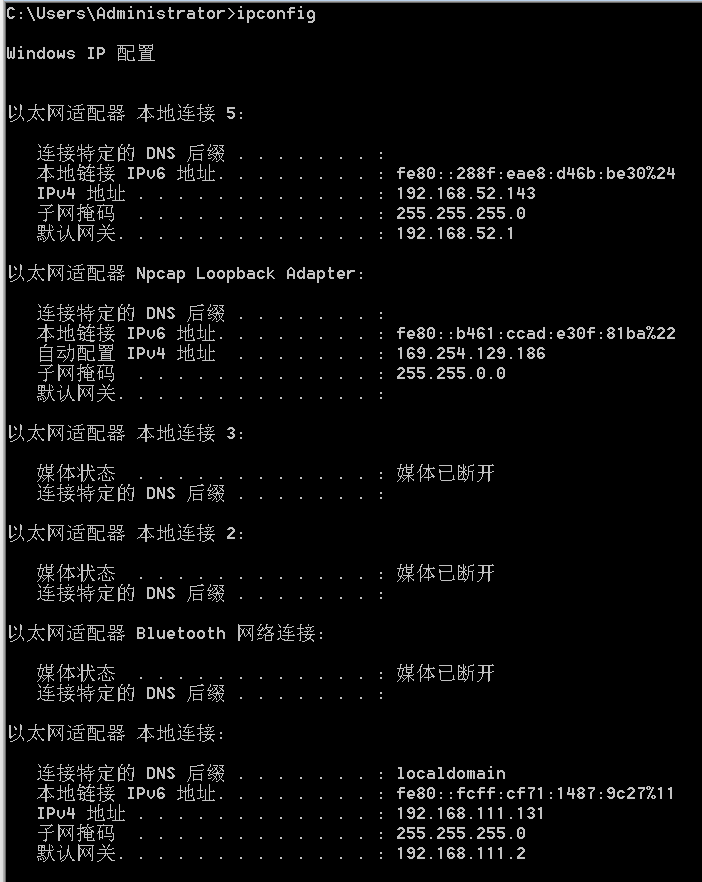 C:\Users\Administrator>ipconfig
Windows IP 配置
以太网适配器 本地连接 5:
连接特定的 DNS 后缀 . . . . . . . :
本地链接 IPv6 地址. . . . . . . . : fe80::288f:eae8:d46b:be30%24
IPv4 地址 . . . . . . . . . . . . : 192.168.52.143
子网掩码  . . . . . . . . . . . . : 255.255.255.0
默认网关. . . . . . . . . . . . . : 192.168.52.1
以太网适配器 Npcap Loopback Adapter:
连接特定的 DNS 后缀 . . . . . . . :
本地链接 IPv6 地址. . . . . . . . : fe80::b461:ccad:e30f:81ba%22
自动配置 IPv4 地址  . . . . . . . : 169.254.129.186
子网掩码  . . . . . . . . . . . . : 255.255.0.0
默认网关. . . . . . . . . . . . . :
以太网适配器 本地连接 3:
媒体状态  . . . . . . . . . . . . : 媒体已断开
连接特定的 DNS 后缀 . . . . . . . :
以太网适配器 本地连接 2:
媒体状态  . . . . . . . . . . . . : 媒体已断开
连接特定的 DNS 后缀 . . . . . . . :
以太网适配器 Bluetooth 网络连接:
媒体状态  . . . . . . . . . . . . : 媒体已断开
连接特定的 DNS 后缀 . . . . . . . :
以太网适配器 本地连接:
连接特定的 DNS 后缀 . . . . . . . : localdomain
本地链接 IPv6 地址. . . . . . . . : fe80::fcff:cf71:1487:9c27%11
IPv4 地址 . . . . . . . . . . . . : 192.168.111.131
子网掩码  . . . . . . . . . . . . : 255.255.255.0
默认网关. . . . . . . . . . . . . : 192.168.111.2